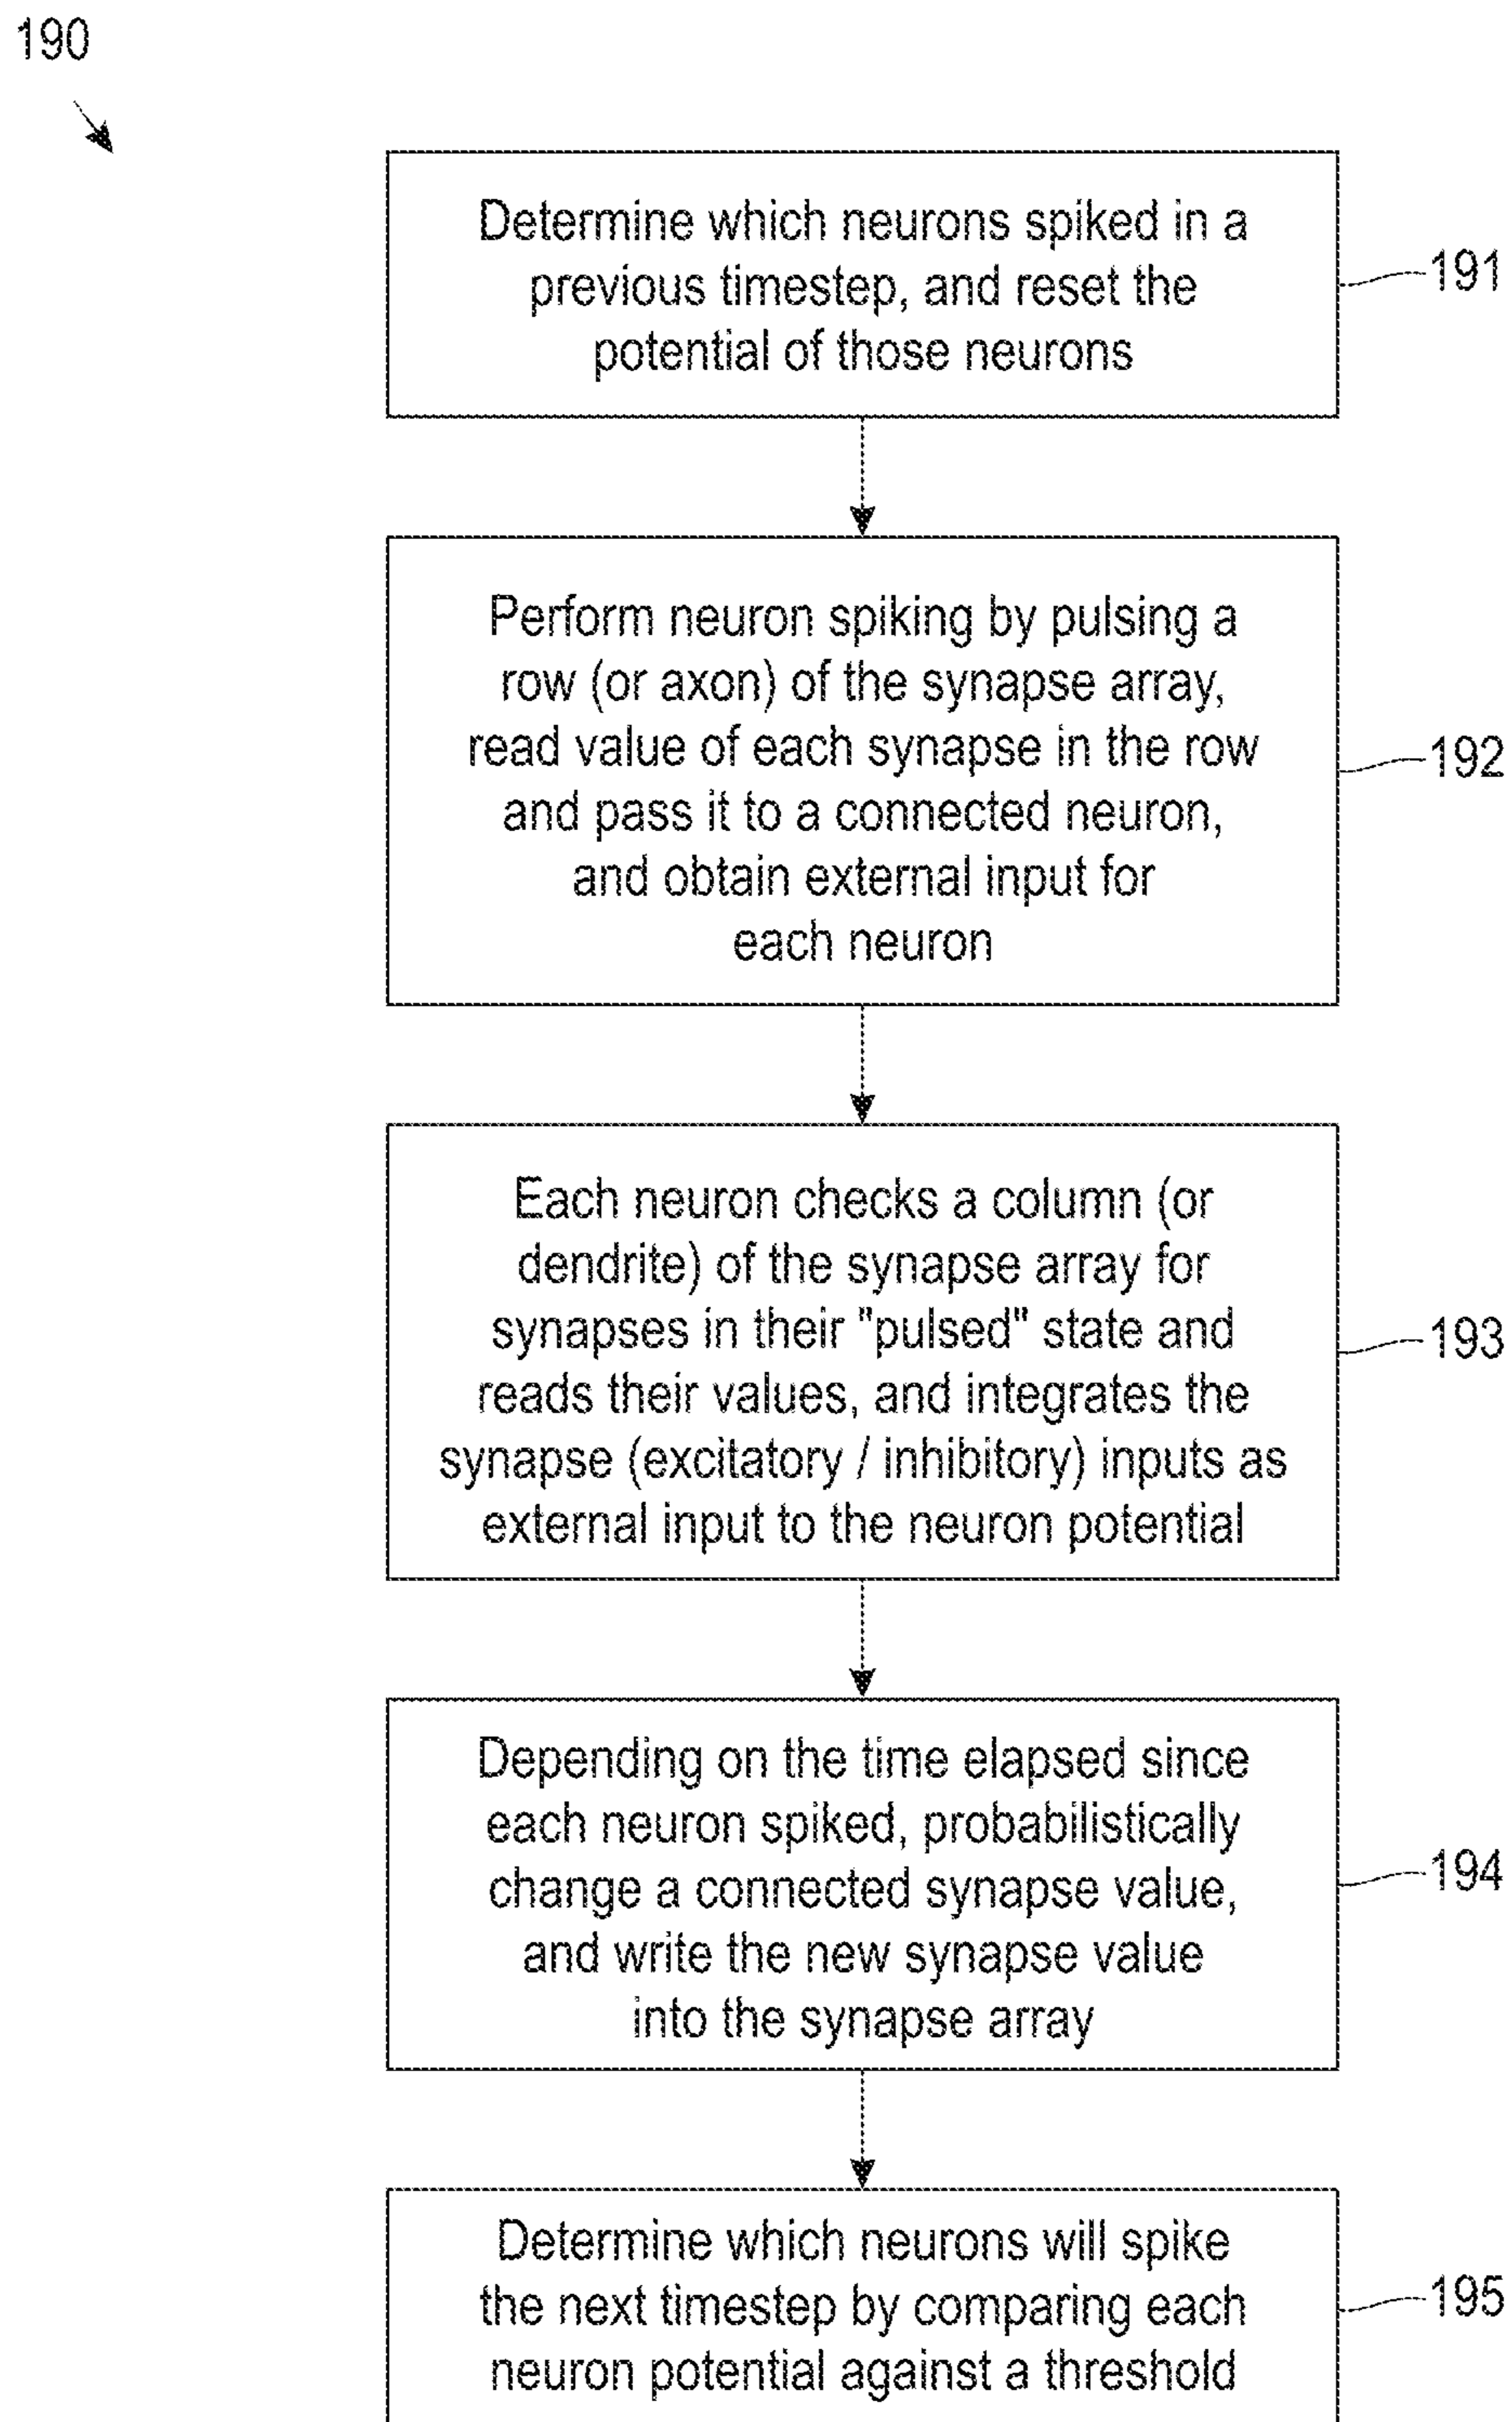 190
Determine which neurons spiked in a
previous timestep, and reset the
potential of those neurons
191
Perform neuron spiking by pulsing a
row (or axon) of the synapse array,
read value of each synapse in the row
and pass it to a connected neuron,
and obtain external input for
each neuron
192
Each neuron checks a column (or
dendrite) of the synapse array for
synapses in their "pulsed" state and
reads their values, and integrates the
synapse (excitatory / inhibitory) inputs as
external input to the neuron potential
193
Depending on the time elapsed since
each neuron spiked, probabilistically
change a connected synapse value,
and write the new synapse value
into the synapse array
194
Determine which neurons will spike
the next timestep by comparing each
neuron potential against a threshold
195